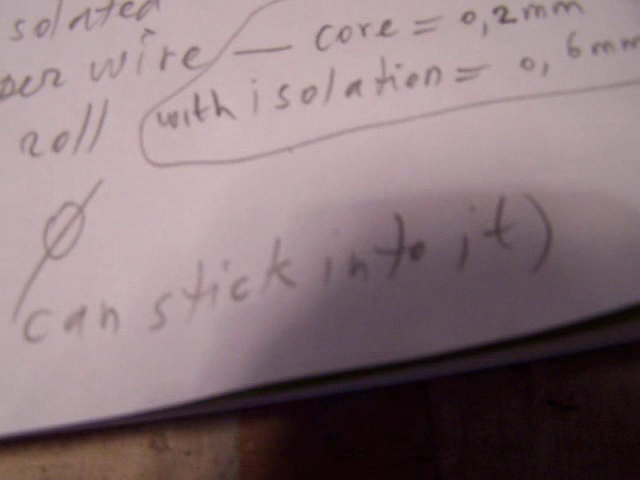 solated
per wire — core = 0,2mm
with isolation = 0,6mm
roll
Ø
can stick into it)